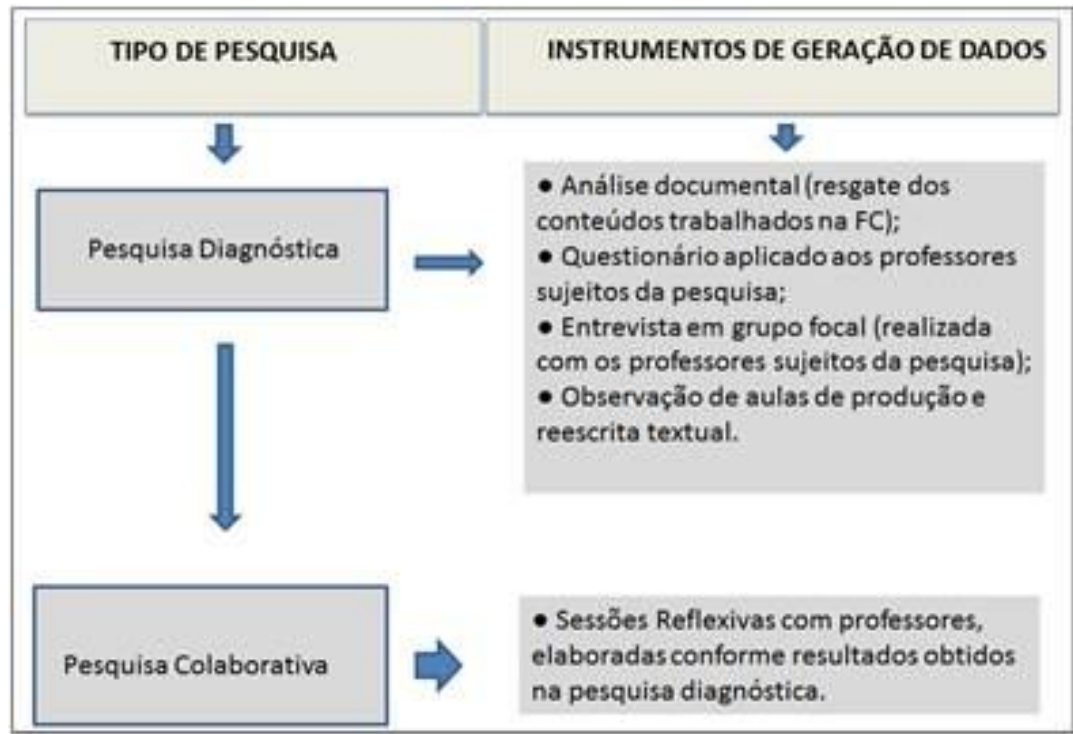 TIPO DE PESQUISA
INSTRUMENTOS DE GERAÇÃO DE DADOS
Pesquisa Diagnóstica
● Análise documental (resgate dos
conteúdos trabalhados na FC);
● Questionário aplicado aos professores
sujeitos da pesquisa;
● Entrevista em grupo focal (realizada
com os professores sujeitos da pesquisa);
● Observação de aulas de produção e
reescrita textual.
Pesquisa Colaborativa
● Sessões Reflexivas com professores,
elaboradas conforme resultados obtidos
na pesquisa diagnóstica.